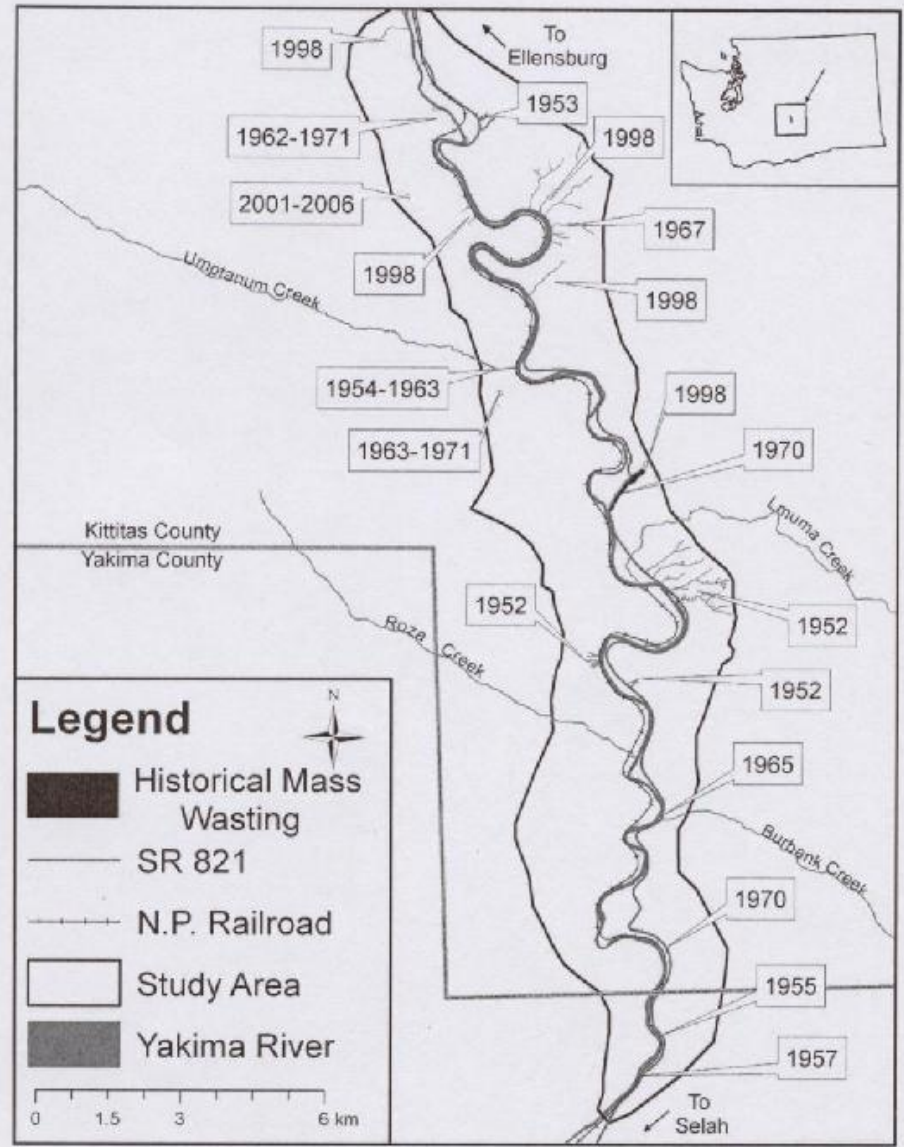 To
Ellensburg
1998
1953
1962-1971
1998
2001-2006
1967
1998
Umptanum Creek
1998
1954-1963
1998
1963-1971
1970
Lmuma Creek
Kittitas County
Yakima County
1952
1952
Roza Creek
1952
Legend
N
Historical Mass
Wasting
1965
SR 821
Burbank Creek
N.P. Railroad
1970
Study Area
1955
Yakima River
1957
0 1.5 3 6 km
To
Selah